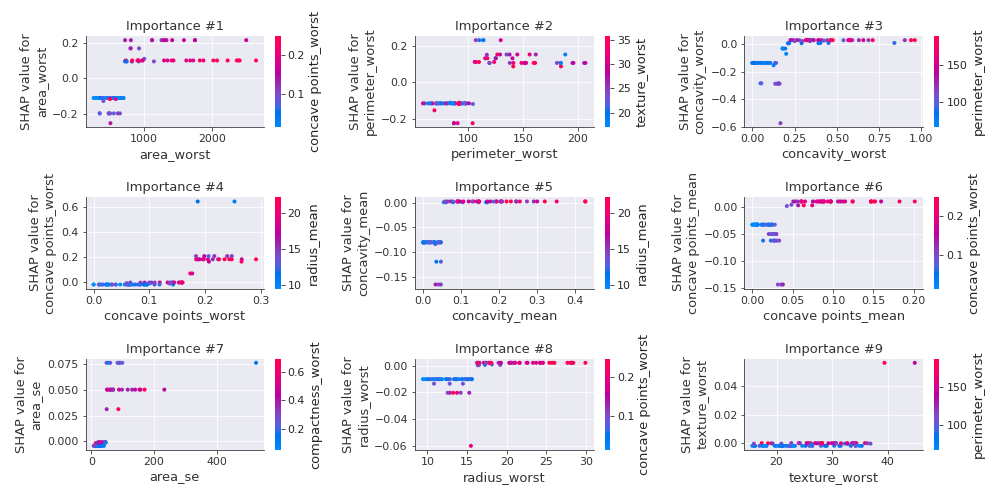 Importance #1
Importance #2
Importance #3
SHAP value for
area_worst
0.2
0.0
−0.2
1000
2000
area_worst
0.2
0.1
concave points_worst
SHAP value for
perimeter_worst
0.2
0.1
0.0
−0.1
−0.2
100
150
200
perimeter_worst
35
30
25
20
texture_worst
SHAP value for
concavity_worst
0.0
−0.2
−0.4
−0.6
0.00
0.25
0.50
0.75
1.00
concavity_worst
150
100
perimeter_worst
Importance #4
Importance #5
Importance #6
SHAP value for
concave points_worst
0.6
0.4
0.2
0.0
0.0
0.1
0.2
0.3
concave points_worst
20
15
10
radius_mean
SHAP value for
concavity_mean
0.00
−0.05
−0.10
−0.15
0.0
0.1
0.2
0.3
0.4
concavity_mean
20
15
10
radius_mean
SHAP value for
concave points_mean
0.00
−0.05
−0.10
−0.15
0.00
0.05
0.10
0.15
0.20
concave points_mean
0.2
0.1
concave points_worst
Importance #7
Importance #8
Importance #9
SHAP value for
area_se
0.075
0.050
0.025
0.000
0
200
400
area_se
0.6
0.4
0.2
compactness_worst
SHAP value for
radius_worst
0.00
−0.02
−0.04
−0.06
10
15
20
25
30
radius_worst
0.2
0.1
concave points_worst
SHAP value for
texture_worst
0.04
0.02
0.00
20
30
40
texture_worst
150
100
perimeter_worst